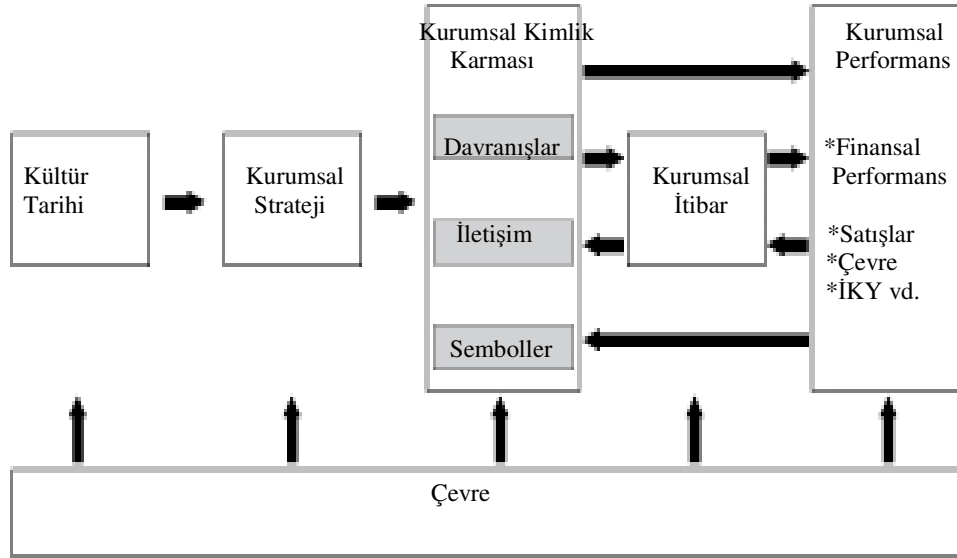 Kültür
Tarihi
Kurumsal
Strateji
Kurumsal Kimlik
Karması
Davranışlar
İletişim
Semboller
Kurumsal
İtibar
Kurumsal
Performans
*Finansal
Performans
*Satışlar
*Çevre
*İKY vd.
Çevre